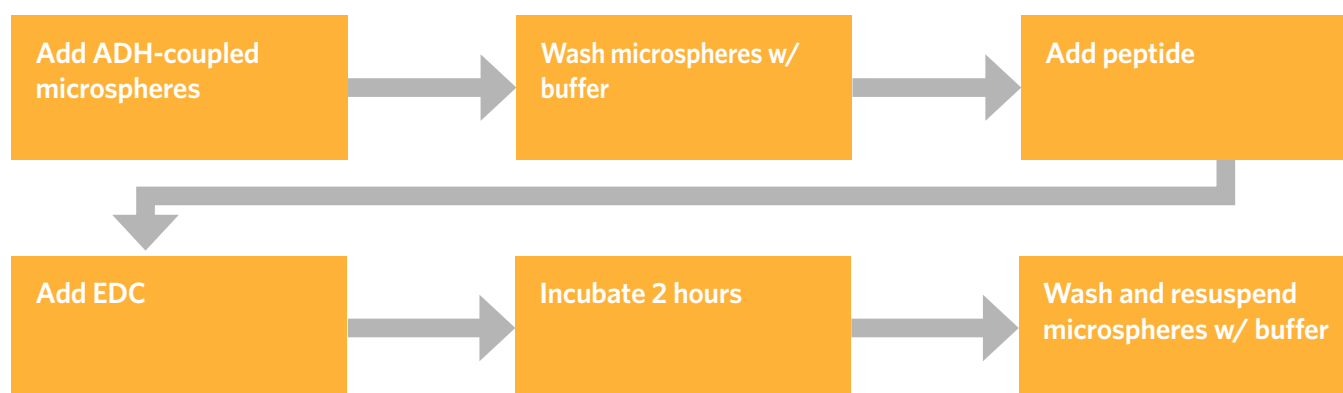 Add ADH-coupled
microspheres
Wash microspheres w/
buffer
Add peptide
Add EDC
Incubate 2 hours
Wash and resuspend
microspheres w/ buffer